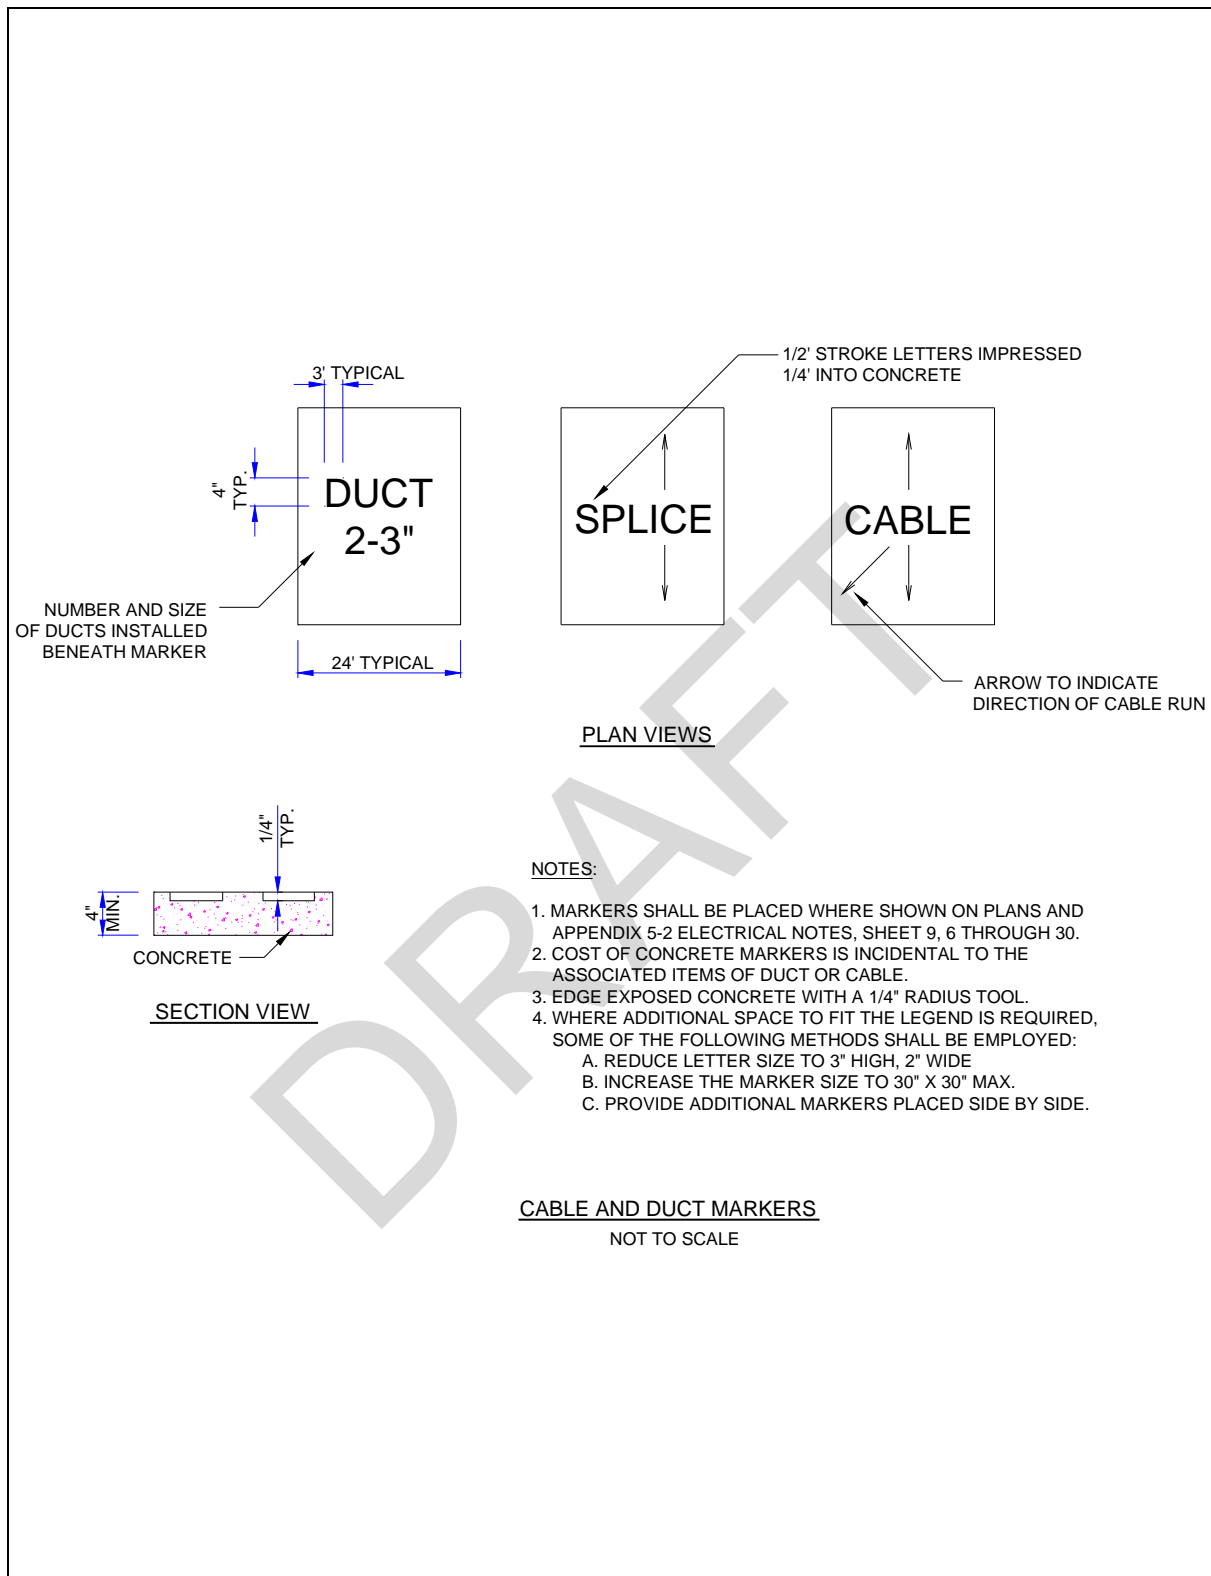 1/2' STROKE LETTERS IMPRESSED
1/4' INTO CONCRETE
3' TYPICAL
4"
TYP.
DUCT
2-3"
SPLICE
CABLE
NUMBER AND SIZE
OF DUCTS INSTALLED
BENEATH MARKER
24' TYPICAL
ARROW TO INDICATE
DIRECTION OF CABLE RUN
PLAN VIEWS
1/4"
TYP.
4"
MIN.
CONCRETE
SECTION VIEW
NOTES:
1. MARKERS SHALL BE PLACED WHERE SHOWN ON PLANS AND
APPENDIX 5-2 ELECTRICAL NOTES, SHEET 9, 6 THROUGH 30.
2. COST OF CONCRETE MARKERS IS INCIDENTAL TO THE
ASSOCIATED ITEMS OF DUCT OR CABLE.
3. EDGE EXPOSED CONCRETE WITH A 1/4" RADIUS TOOL.
4. WHERE ADDITIONAL SPACE TO FIT THE LEGEND IS REQUIRED,
SOME OF THE FOLLOWING METHODS SHALL BE EMPLOYED:
A. REDUCE LETTER SIZE TO 3" HIGH, 2" WIDE
B. INCREASE THE MARKER SIZE TO 30" X 30" MAX.
C. PROVIDE ADDITIONAL MARKERS PLACED SIDE BY SIDE.
CABLE AND DUCT MARKERS
NOT TO SCALE
DRAFT